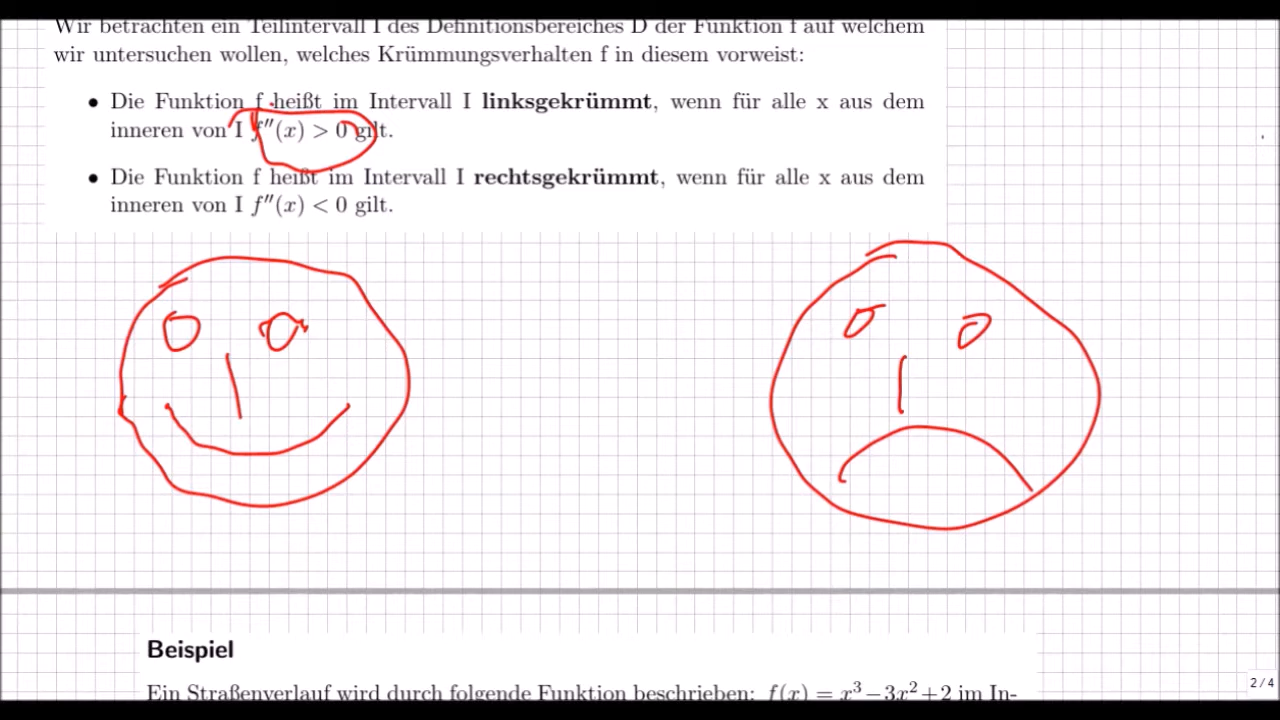 Wir betrachten ein Teilintervall I des Definitionsbereiches D der Funktion f auf welchem
wir untersuchen wollen, welches Krümmungsverhalten f in diesem vorweist:
• Die Funktion f heißt im Intervall I linksgekrümmt, wenn für alle x aus dem
inneren von I f″(x) > 0 gilt.
• Die Funktion f heißt im Intervall I rechtsgekrümmt, wenn für alle x aus dem
inneren von I f″(x) < 0 gilt.
Beispiel
Ein Straßenverlauf wird durch folgende Funktion beschrieben: f(x) = x³ − 3x² + 2 im In-
2 / 4